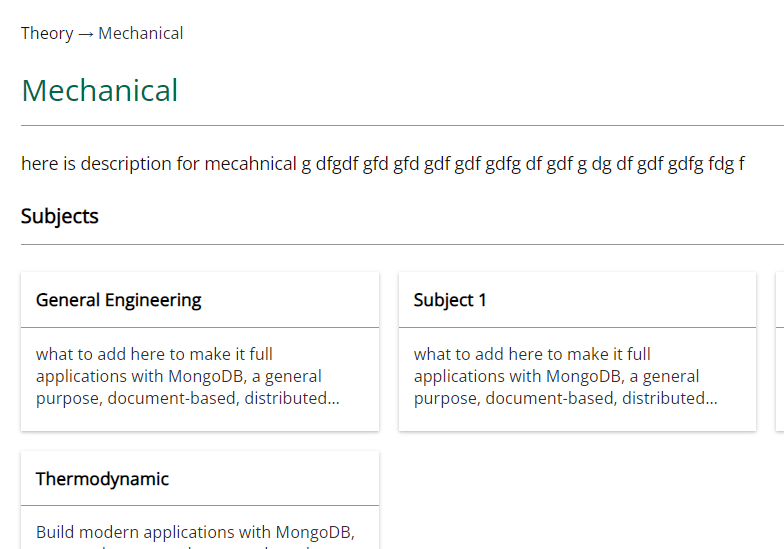 Theory → Mechanical
Mechanical
here is description for mecahnical g dfgdf gfd gfd gdf gdf gdfg df gdf g dg df gdf gdfg fdg f
Subjects
General Engineering
what to add here to make it full
applications with MongoDB, a general
purpose, document-based, distributed...
Subject 1
what to add here to make it full
applications with MongoDB, a general
purpose, document-based, distributed...
Thermodynamic
Build modern applications with MongoDB,